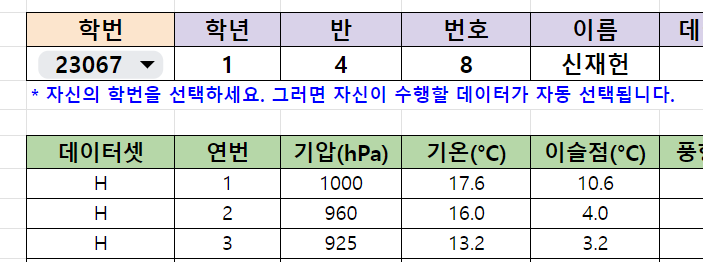 학번 학년 반 번호 이름 데
23067 1 4 8 신재헌
* 자신의 학번을 선택하세요. 그러면 자신이 수행할 데이터가 자동 선택됩니다.
데이터셋 연번 기압(hPa) 기온(°C) 이슬점(°C) 풍향
H 1 1000 17.6 10.6
H 2 960 16.0 4.0
H 3 925 13.2 3.2